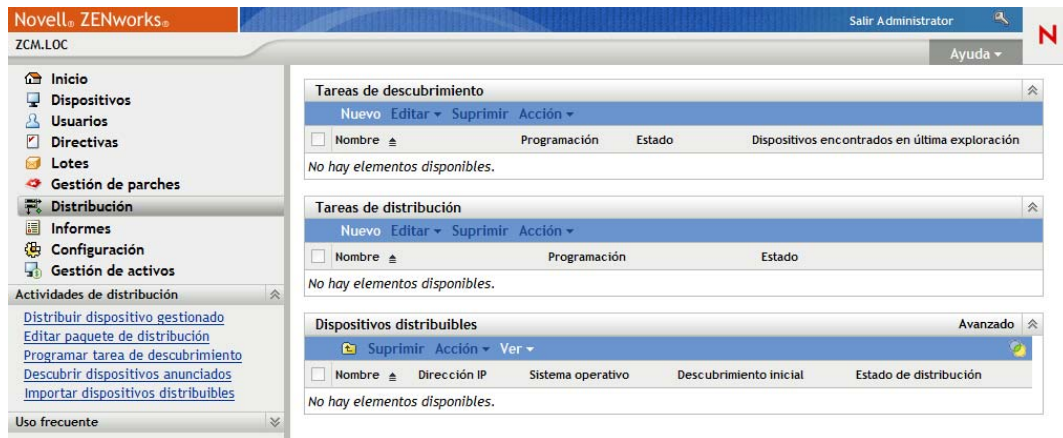 Novell® ZENworks®
Salir Administrator
N
ZCM.LOC
Ayuda
Inicio
Dispositivos
Usuarios
Directivas
Lotes
Gestión de parches
Distribución
Informes
Configuración
Gestión de activos
Actividades de distribución
Distribuir dispositivo gestionado
Editar paquete de distribución
Programar tarea de descubrimiento
Descubrir dispositivos anunciados
Importar dispositivos distribuibles
Uso frecuente
Tareas de descubrimiento
Nuevo Editar Suprimir Acción
Nombre Programación Estado Dispositivos encontrados en última exploración
No hay elementos disponibles.
Tareas de distribución
Nuevo Editar Suprimir Acción
Nombre Programación Estado
No hay elementos disponibles.
Dispositivos distribuibles Avanzado
Suprimir Acción Ver
Nombre Dirección IP Sistema operativo Descubrimiento inicial Estado de distribución
No hay elementos disponibles.